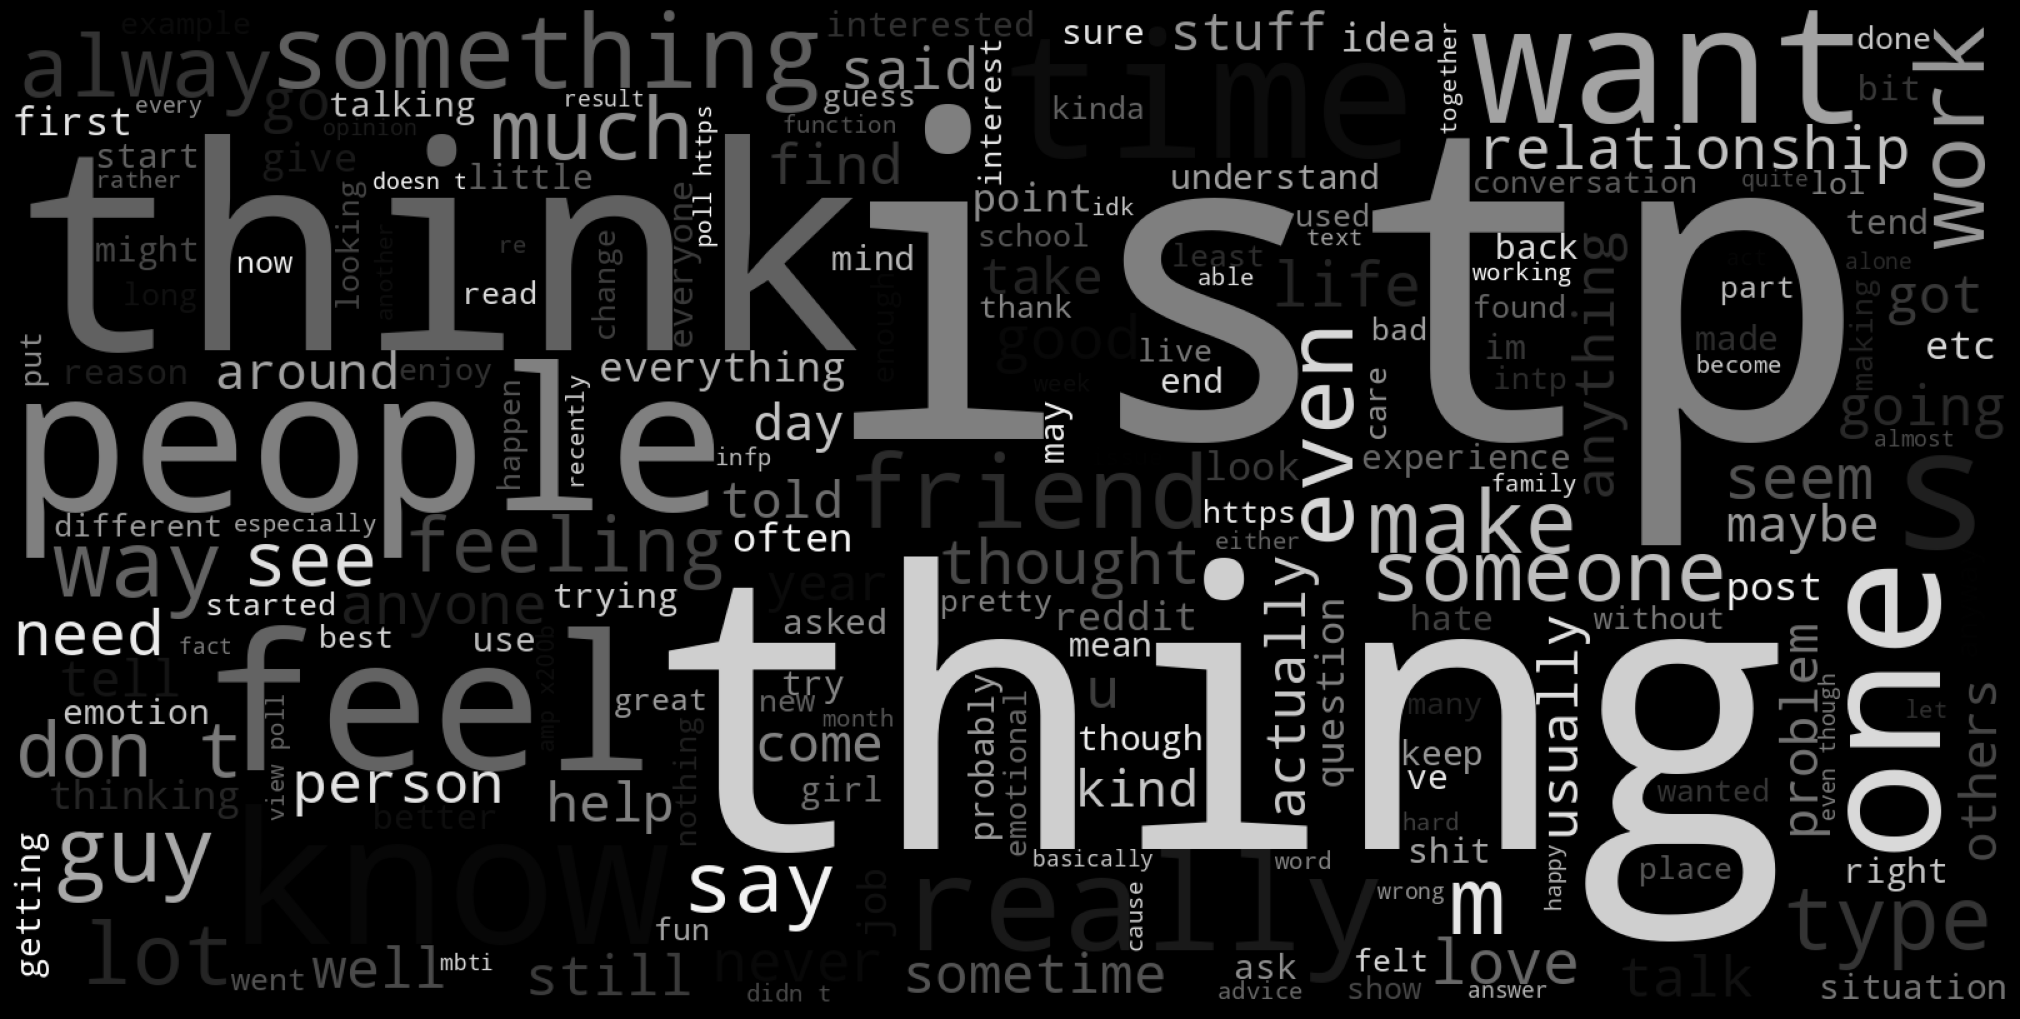 example
always
something
interested
sure
stuff
idea
want
done
work
said
time
together
bit
go
talking
result
guess
interest
kinda
first
every
opinion
much
poll https
function
relationship
start
give
find
understand
conversation
quite
lol
rather
doesn t
little
think
istp
looking
everyone
point
idk
used
tend
might
another
re
change
mind
school
text
least
back
anything
act
alone
now
take
able
working
long
read
thank
life
found
part
got
enough
good
bad
made
making
etc
put
reason
around
enjoy
everything
live
im
end
week
intp
become
care
going
people
happen
recently
day
may
even
almost
infp
friend
look
experience
s
told
family
seem
different
especially
feeling
often
https
make
maybe
way
see
either
thought
year
someone
post
one
need
started
anyone
trying
pretty
reddit
actually
question
hate
without
usually
problem
fact
best
use
asked
mean
tell
feel
amp x200b
great
try
u
thing
emotion
view poll
new
month
probably
emotional
though
many
even though
let
others
don t
nothing
come
keep
thinking
person
help
girl
kind
ve
wanted
know
better
hard
guy
getting
say
job
basically
word
shit
happy
place
right
really
cause
wrong
m
type
lot
fun
went
well
mbti
still
never
didn t
sometime
ask
advice
felt
show
love
answer
talk
situation